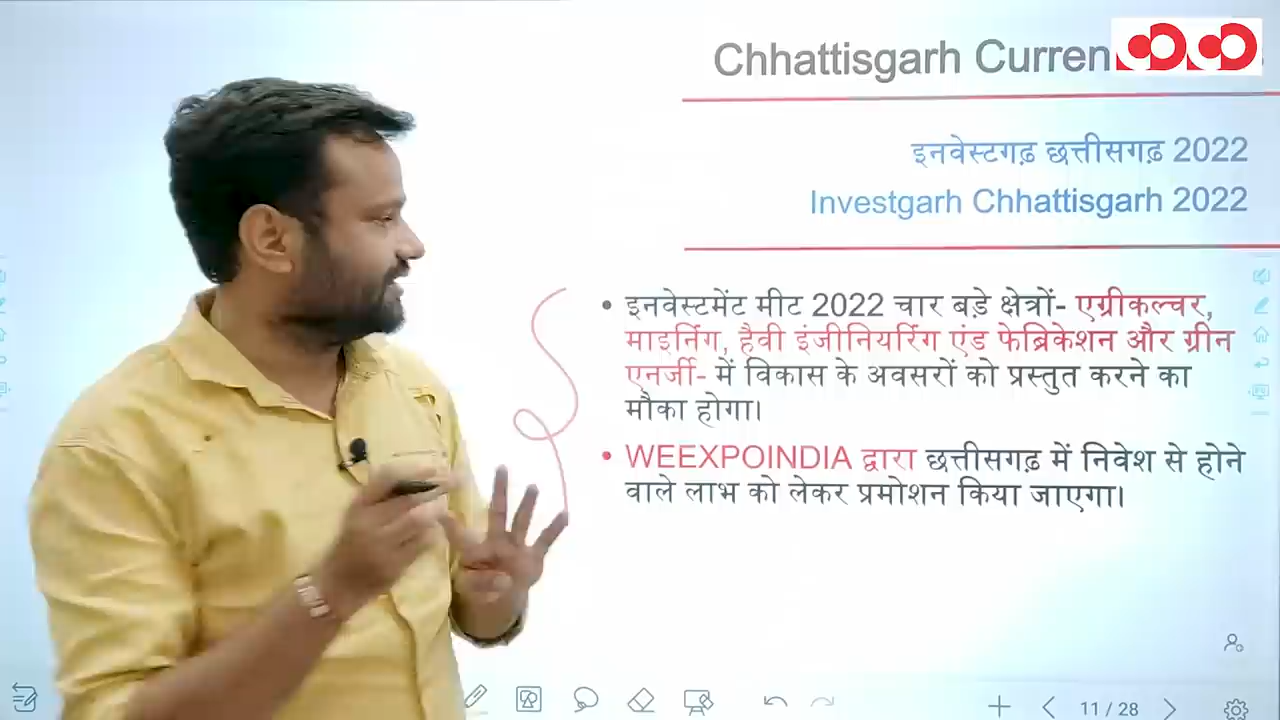 Chhattisgarh Curren
इनवेस्टगढ़ छत्तीसगढ़ 2022
Investgarh Chhattisgarh 2022
• इनवेस्टमेंट मीट 2022 चार बड़े क्षेत्रों- एग्रीकल्चर,
माइनिंग, हैवी इंजीनियरिंग एंड फेब्रिकेशन और ग्रीन
एनर्जी- में विकास के अवसरों को प्रस्तुत करने का
मौका होगा।
• WEEXPOINDIA द्वारा छत्तीसगढ़ में निवेश से होने
वाले लाभ को लेकर प्रमोशन किया जाएगा।
11 / 28